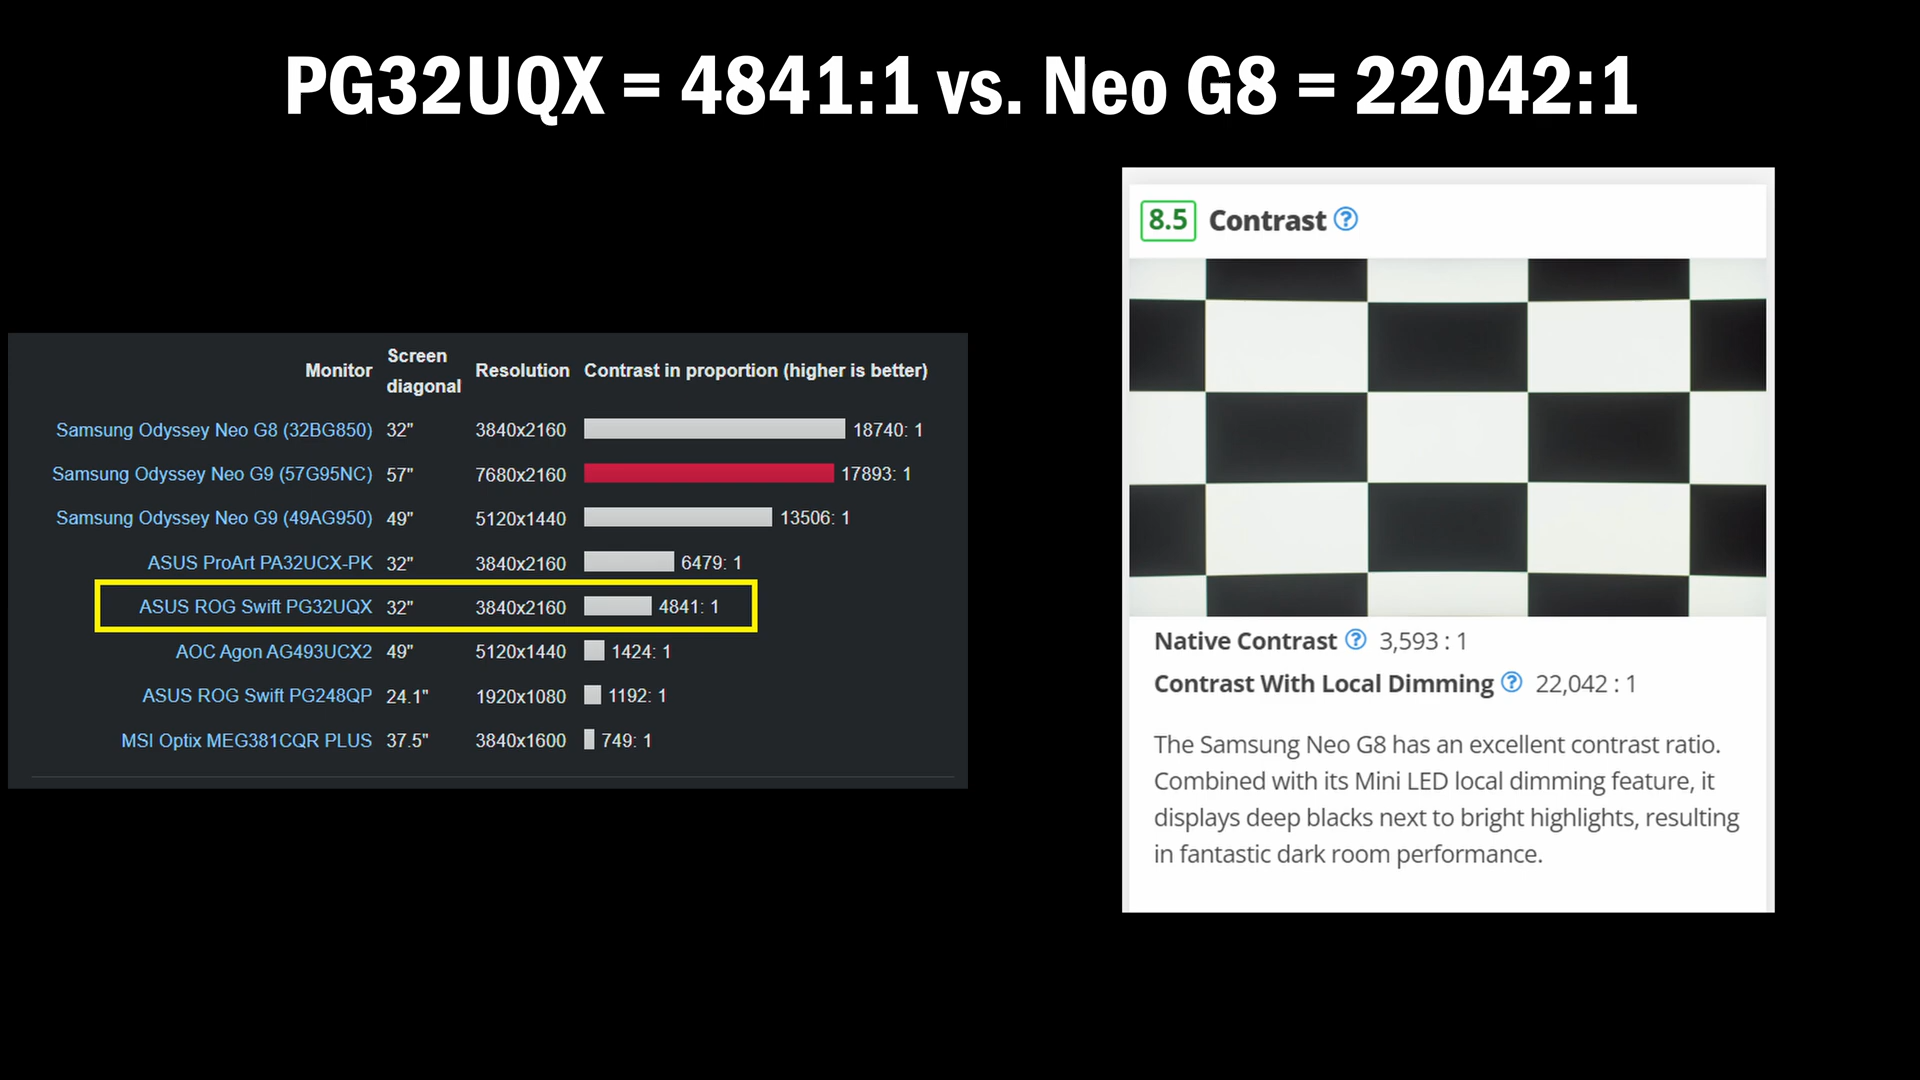 PG32UQX = 4841:1 vs. Neo G8 = 22042:1
Monitor Screen diagonal Resolution Contrast in proportion (higher is better)
Samsung Odyssey Neo G8 (32BG850) 32" 3840x2160 18740: 1
Samsung Odyssey Neo G9 (57G95NC) 57" 7680x2160 17893: 1
Samsung Odyssey Neo G9 (49AG950) 49" 5120x1440 13506: 1
ASUS ProArt PA32UCX-PK 32" 3840x2160 6479: 1
ASUS ROG Swift PG32UQX 32" 3840x2160 4841: 1
AOC Agon AG493UCX2 49" 5120x1440 1424: 1
ASUS ROG Swift PG248QP 24.1" 1920x1080 1192: 1
MSI Optix MEG381CQR PLUS 37.5" 3840x1600 749: 1
8.5 Contrast ?
Native Contrast ? 3,593 : 1
Contrast With Local Dimming ? 22,042 : 1
The Samsung Neo G8 has an excellent contrast ratio.
Combined with its Mini LED local dimming feature, it
displays deep blacks next to bright highlights, resulting
in fantastic dark room performance.